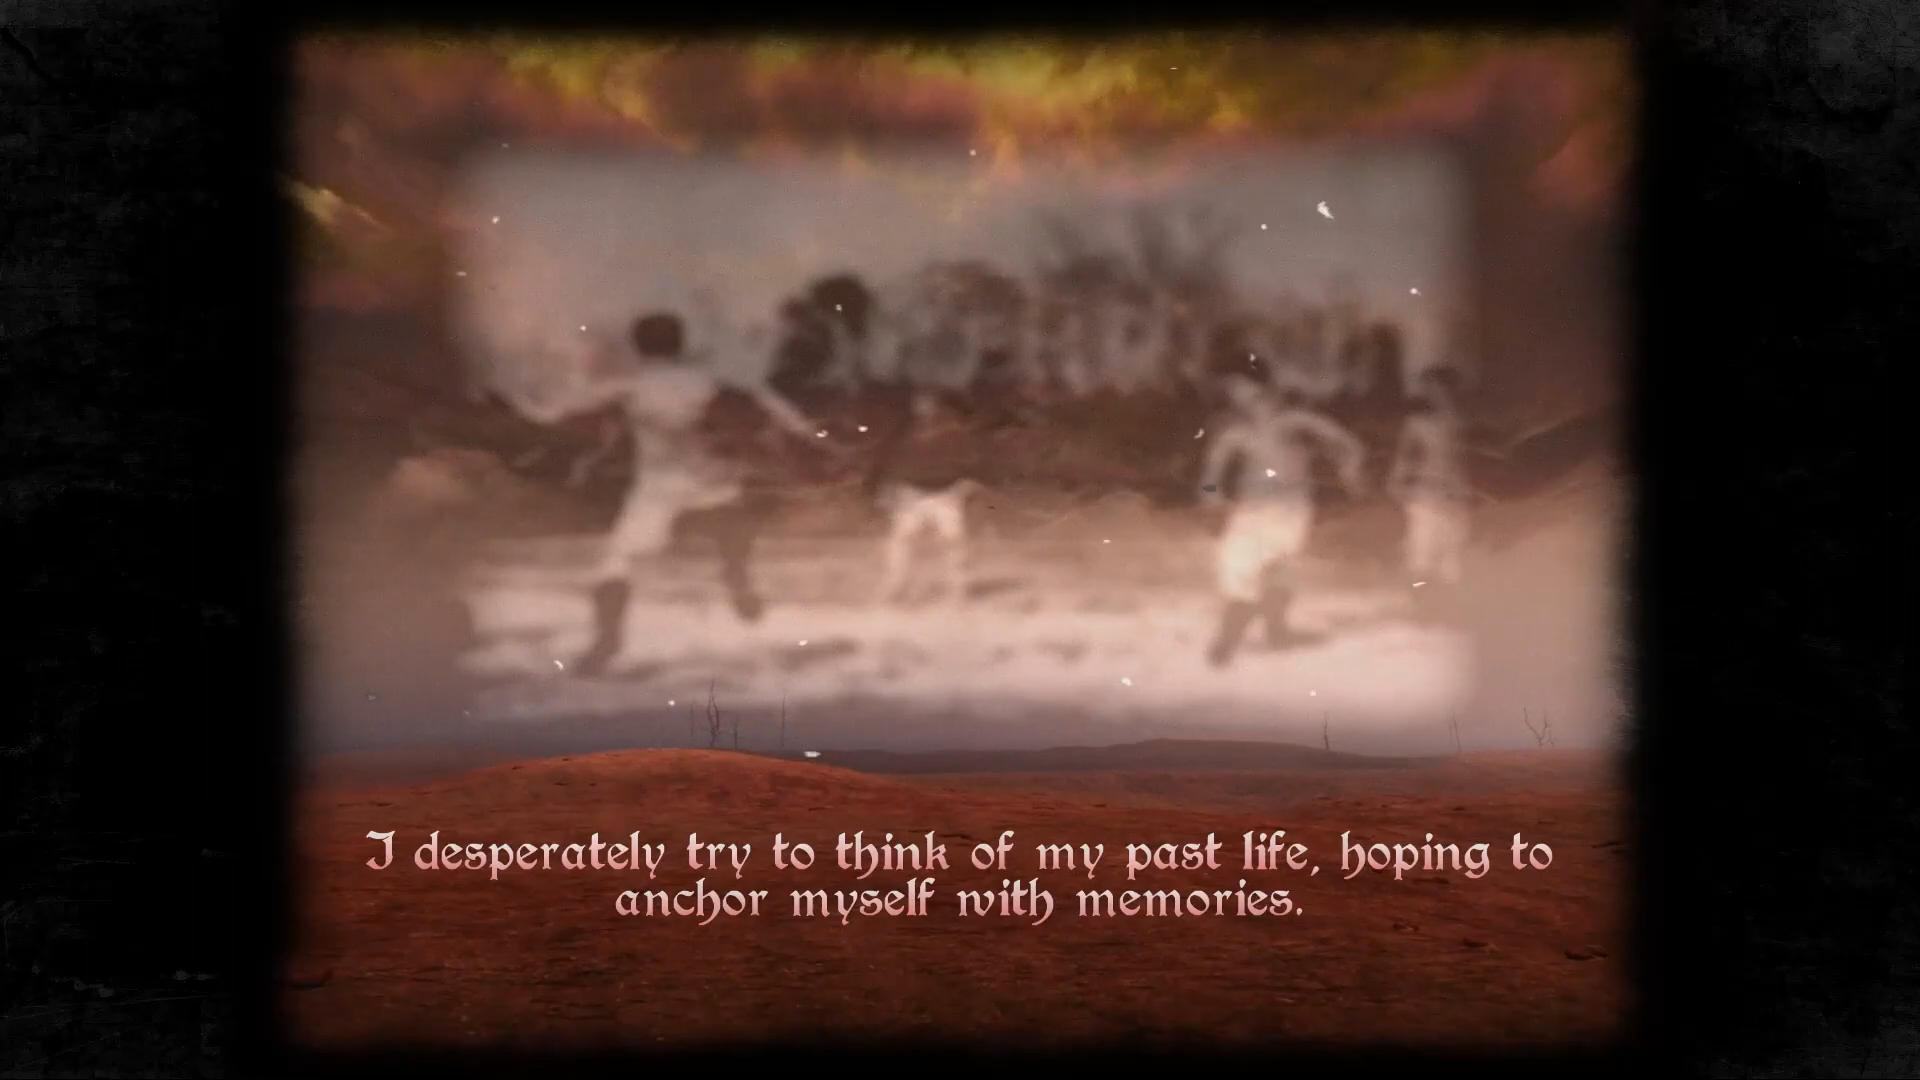 I desperately try to think of my past life, hoping to
anchor myself with memories.